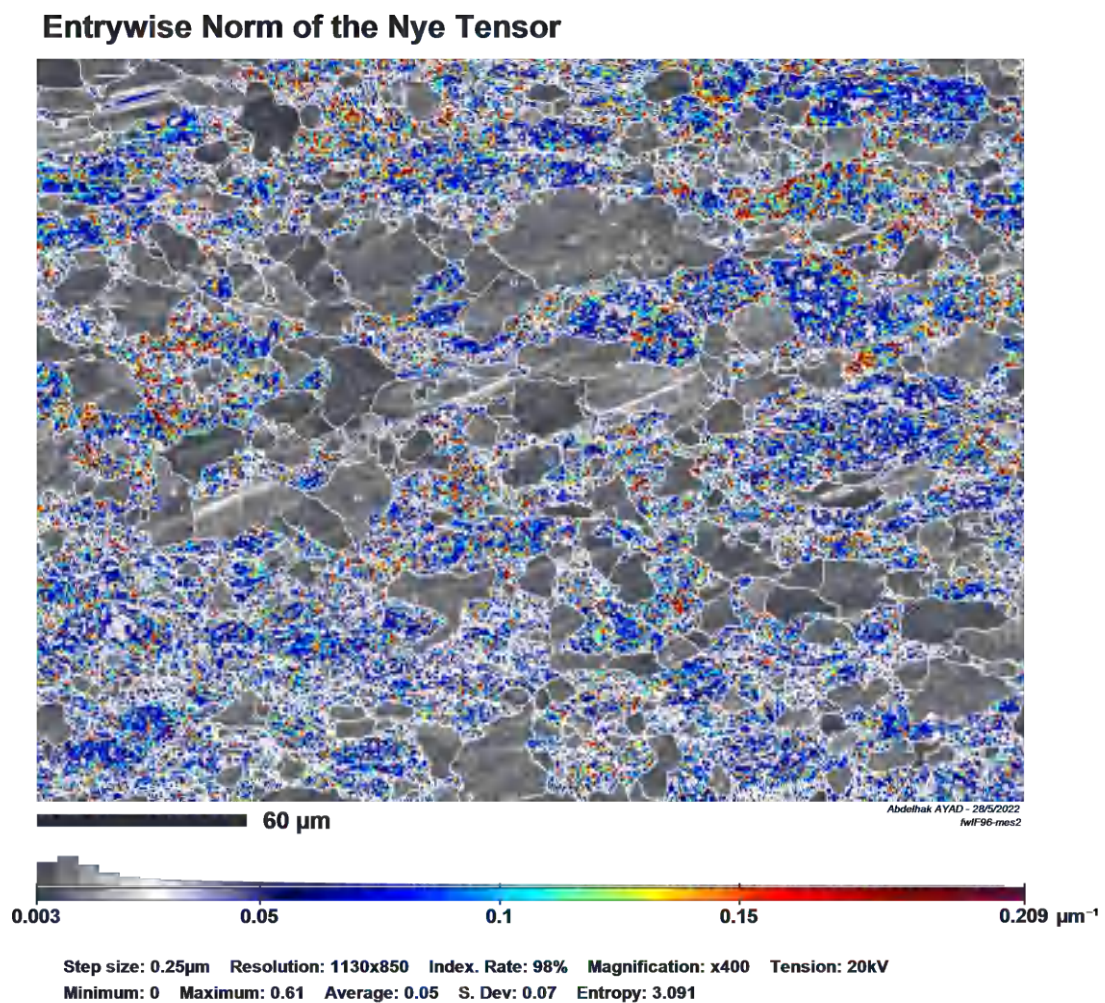 Entrywise Norm of the Nye Tensor
60 µm
Abdelhak AYAD - 28/5/2022
fwIF96-mes2
0.003 0.05 0.1 0.15 0.209 µm⁻¹
Step size: 0.25µm Resolution: 1130x850 Index. Rate: 98% Magnification: x400 Tension: 20kV
Minimum: 0 Maximum: 0.61 Average: 0.05 S. Dev: 0.07 Entropy: 3.091